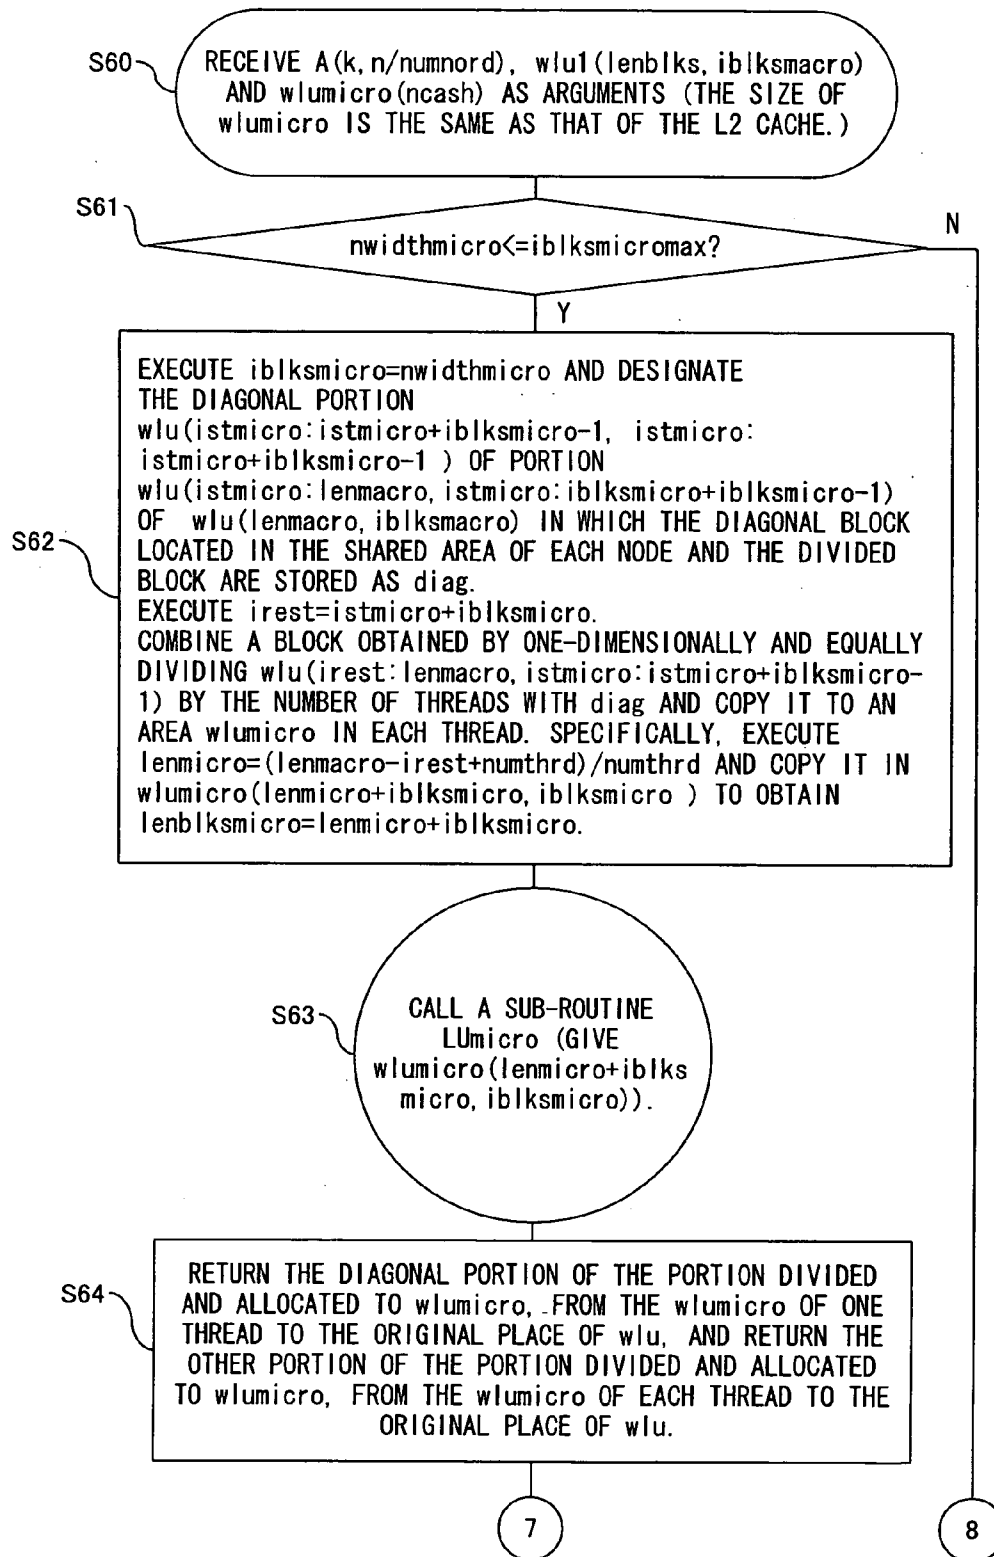 S60
RECEIVE A(k,n/numnord), wlu1(lenblks,iblksmacro)
AND wlumicro(ncash) AS ARGUMENTS (THE SIZE OF
wlumicro IS THE SAME AS THAT OF THE L2 CACHE.)
S61
N
nwidthmicro<=iblksmicromax?
Y
EXECUTE iblksmicro=nwidthmicro AND DESIGNATE
THE DIAGONAL PORTION
wlu(istmicro:istmicro+iblksmicro-1, istmicro:
istmicro+iblksmicro-1 ) OF PORTION
wlu(istmicro:lenmacro,istmicro:iblksmicro+iblksmicro-1)
OF wlu(lenmacro,iblksmacro) IN WHICH THE DIAGONAL BLOCK
S62
LOCATED IN THE SHARED AREA OF EACH NODE AND THE DIVIDED
BLOCK ARE STORED AS diag.
EXECUTE irest=istmicro+iblksmicro.
COMBINE A BLOCK OBTAINED BY ONE-DIMENSIONALLY AND EQUALLY
DIVIDING wlu(irest:lenmacro,istmicro:istmicro+iblksmicro-
1) BY THE NUMBER OF THREADS WITH diag AND COPY IT TO AN
AREA wlumicro IN EACH THREAD. SPECIFICALLY, EXECUTE
lenmicro=(lenmacro-irest+numthrd)/numthrd AND COPY IT IN
wlumicro(lenmicro+iblksmicro,iblksmicro ) TO OBTAIN
lenblksmicro=lenmicro+iblksmicro.
S63
CALL A SUB-ROUTINE
LUmicro (GIVE
wlumicro(lenmicro+iblks
micro,iblksmicro)).
S64
RETURN THE DIAGONAL PORTION OF THE PORTION DIVIDED
AND ALLOCATED TO wlumicro, FROM THE wlumicro OF ONE
THREAD TO THE ORIGINAL PLACE OF wlu, AND RETURN THE
OTHER PORTION OF THE PORTION DIVIDED AND ALLOCATED
TO wlumicro, FROM THE wlumicro OF EACH THREAD TO THE
ORIGINAL PLACE OF wlu.
7
8